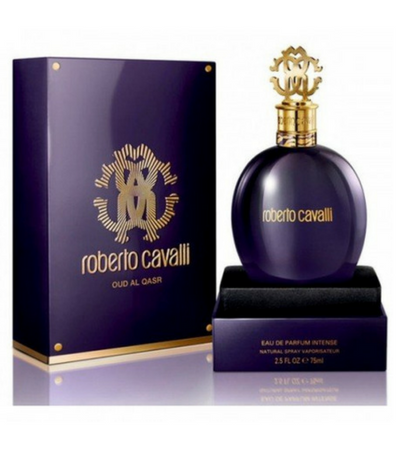 roberto cavalli
OUD AL QASR
roberto cavalli
EAU DE PARFUM INTENSE
NATURAL SPRAY VAPORISATEUR
2.5 FL OZ ℮ 75ml